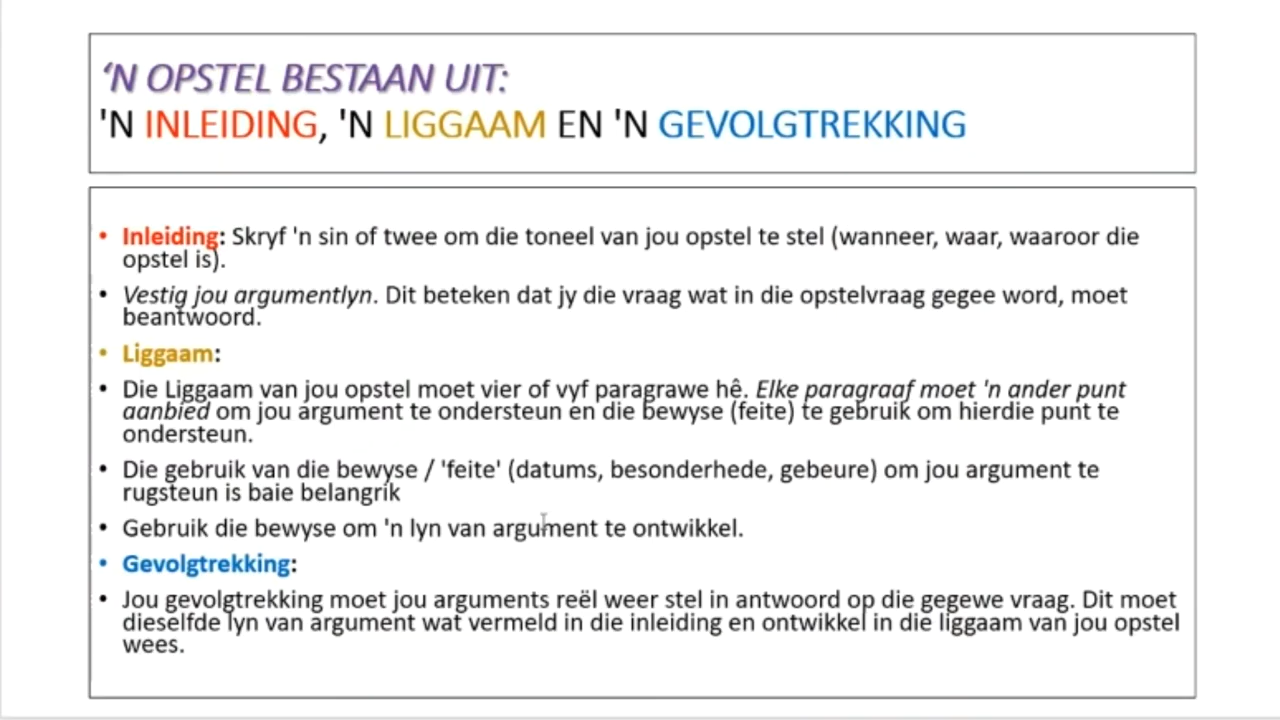 ‘N OPSTEL BESTAAN UIT:
'N INLEIDING, 'N LIGGAAM EN 'N GEVOLGTREKKING
• Inleiding: Skryf 'n sin of twee om die toneel van jou opstel te stel (wanneer, waar, waaroor die
opstel is).
• Vestig jou argumentlyn. Dit beteken dat jy die vraag wat in die opstelvraag gegee word, moet
beantwoord.
• Liggaam:
• Die Liggaam van jou opstel moet vier of vyf paragrawe hê. Elke paragraaf moet 'n ander punt
aanbied om jou argument te ondersteun en die bewyse (feite) te gebruik om hierdie punt te
ondersteun.
• Die gebruik van die bewyse / 'feite' (datums, besonderhede, gebeure) om jou argument te
rugsteun is baie belangrik
• Gebruik die bewyse om 'n lyn van argument te ontwikkel.
• Gevolgtrekking:
• Jou gevolgtrekking moet jou arguments reël weer stel in antwoord op die gegewe vraag. Dit moet
dieselfde lyn van argument wat vermeld in die inleiding en ontwikkel in die liggaam van jou opstel
wees.